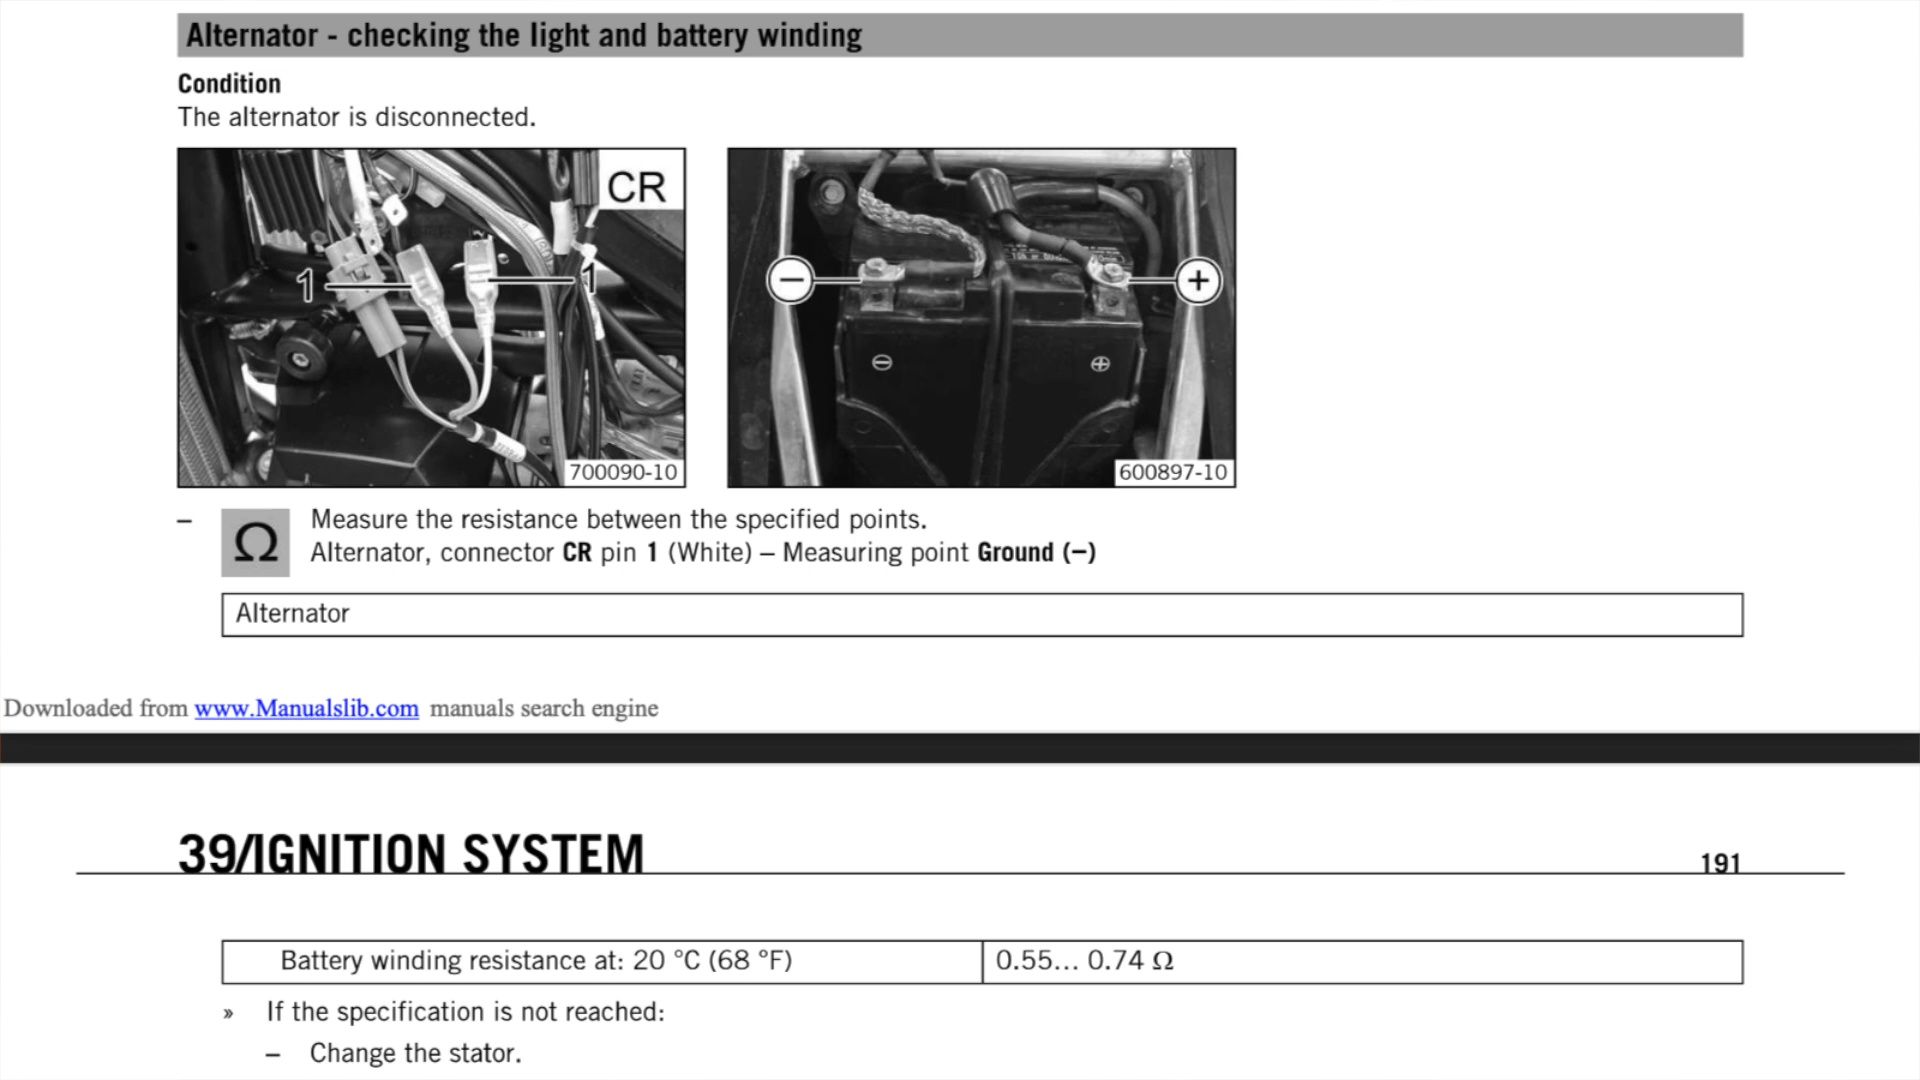 Alternator - checking the light and battery winding
Condition
The alternator is disconnected.
CR
1
1
700090-10
−
+
600897-10
– Ω Measure the resistance between the specified points.
Alternator, connector CR pin 1 (White) – Measuring point Ground (−)
Alternator
Downloaded from www.Manualslib.com manuals search engine
39/IGNITION SYSTEM
191
Battery winding resistance at: 20 °C (68 °F) 0.55… 0.74 Ω
» If the specification is not reached:
– Change the stator.